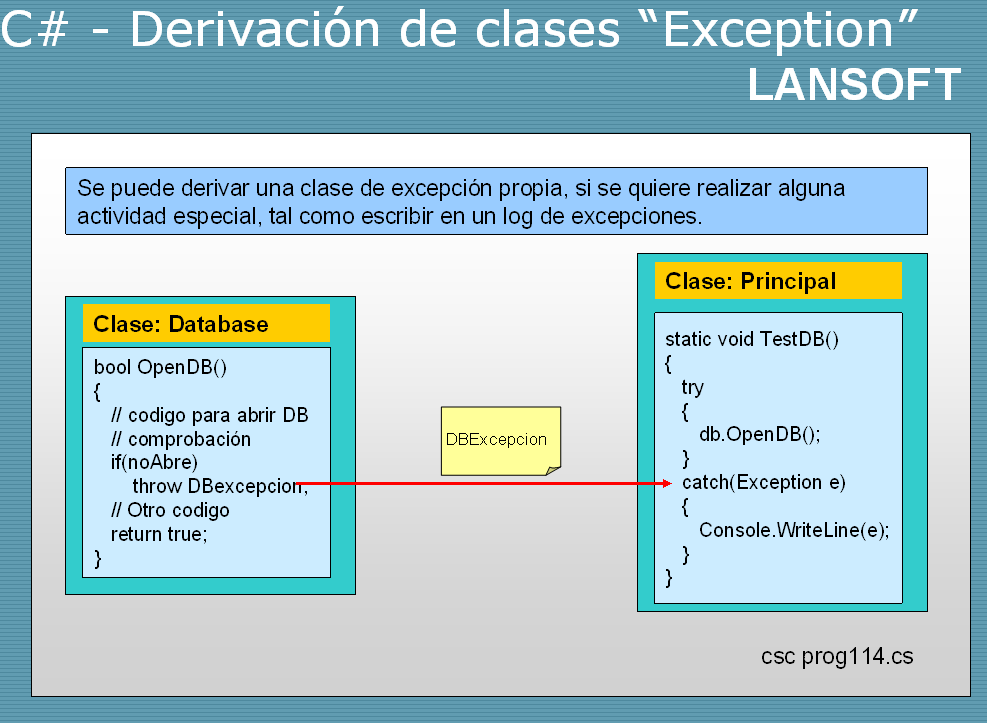 C# - Derivación de clases “Exception”
LANSOFT
Se puede derivar una clase de excepción propia, si se quiere realizar alguna
actividad especial, tal como escribir en un log de excepciones.
Clase: Database
bool OpenDB()
{
// codigo para abrir DB
// comprobación
if(noAbre)
throw DBexcepcion;
// Otro codigo
return true;
}
DBExcepcion
Clase: Principal
static void TestDB()
{
try
{
db.OpenDB();
}
catch(Exception e)
{
Console.WriteLine(e);
}
}
csc prog114.cs